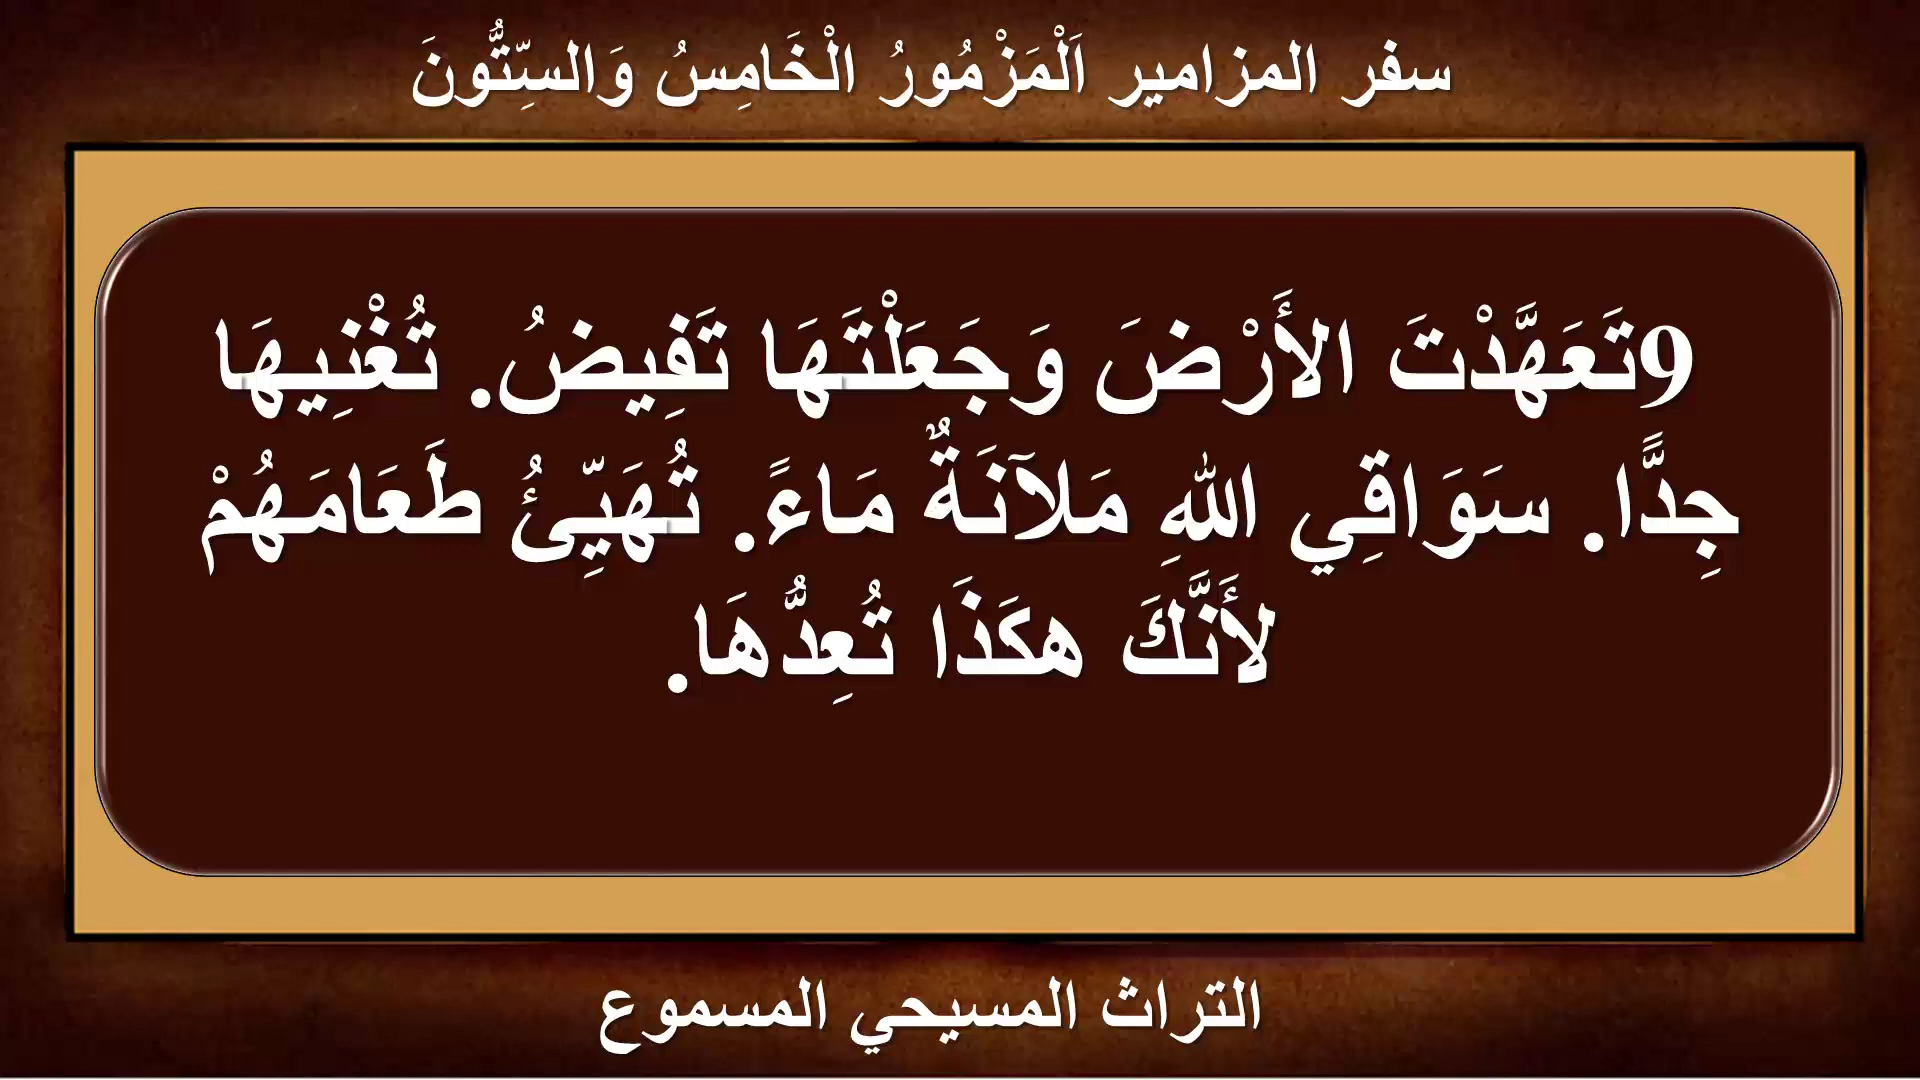 سفر المزامير اَلْمَزْمُورُ الْخَامِسُ وَالسِّتُّونَ
9تَعَهَّدْتَ الأَرْضَ وَجَعَلْتَهَا تَفِيضُ. تُغْنِيهَا
جِدًّا. سَوَاقِي اللهِ مَلآنَةٌ مَاءً. تُهَيِّئُ طَعَامَهُمْ
لأَنَّكَ هكَذَا تُعِدُّهَا.
التراث المسيحي المسموع